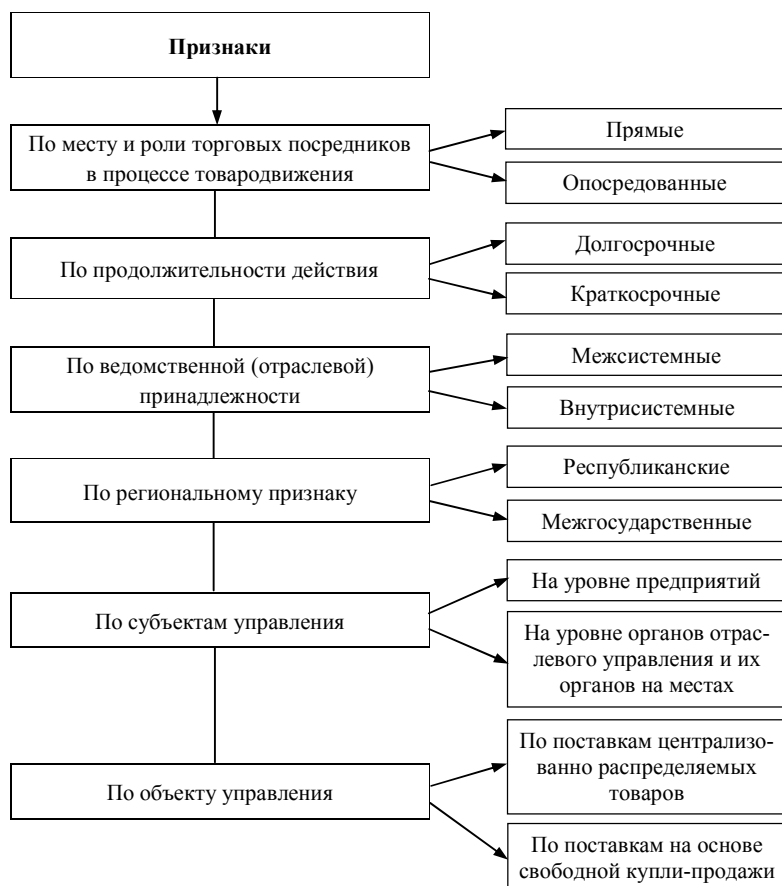 Признаки
По месту и роли торговых посредников
в процессе товародвижения
Прямые
Опосредованные
По продолжительности действия
Долгосрочные
Краткосрочные
По ведомственной (отраслевой)
принадлежности
Межсистемные
Внутрисистемные
По региональному признаку
Республиканские
Межгосударственные
По субъектам управления
На уровне предприятий
На уровне органов отрас-
левого управления и их
органов на местах
По объекту управления
По поставкам централизо-
ванно распределяемых
товаров
По поставкам на основе
свободной купли-продажи